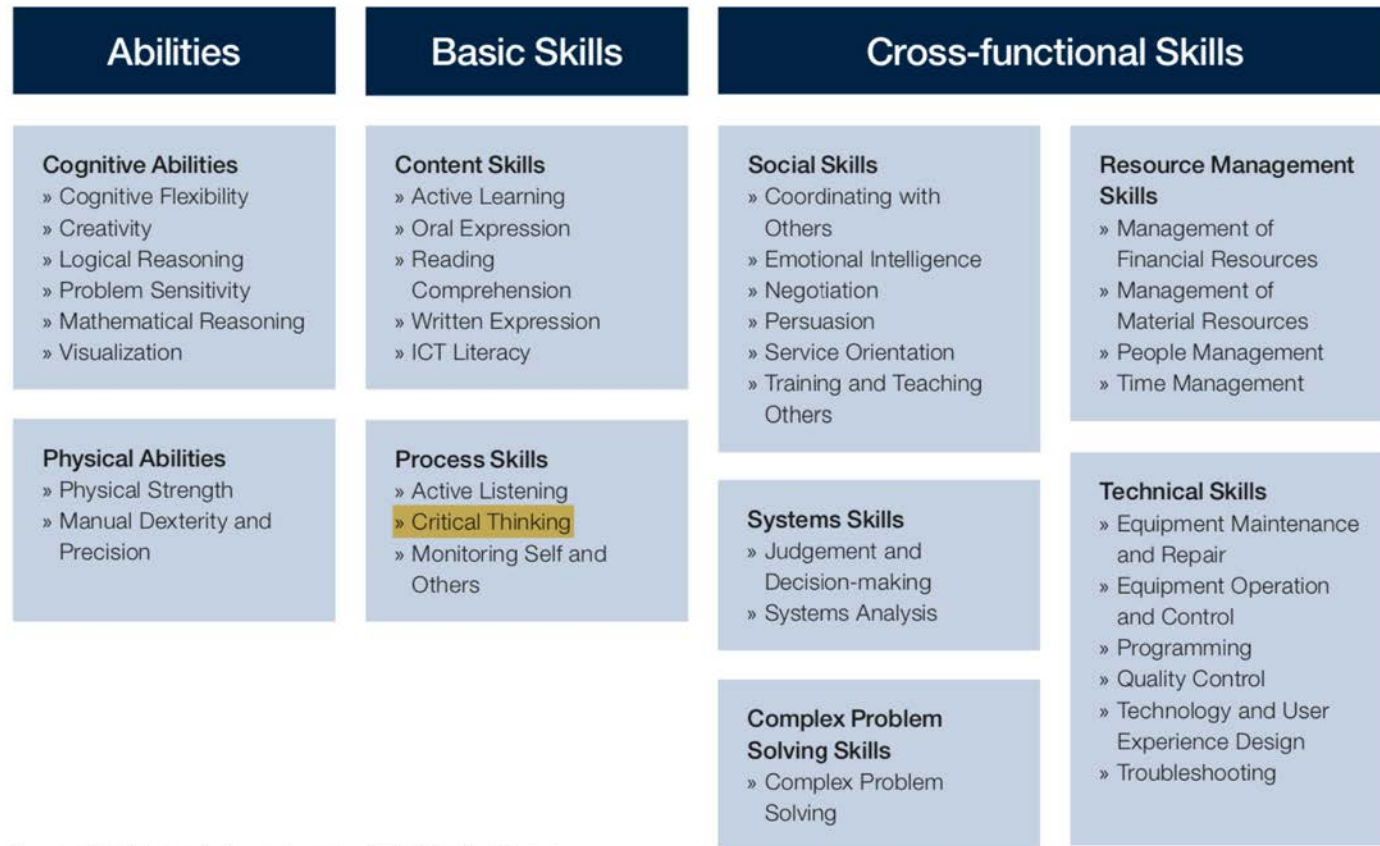 Abilities
Cognitive Abilities
» Cognitive Flexibility
» Creativity
» Logical Reasoning
» Problem Sensitivity
» Mathematical Reasoning
» Visualization
Physical Abilities
» Physical Strength
» Manual Dexterity and
Precision
Basic Skills
Content Skills
» Active Learning
» Oral Expression
» Reading
Comprehension
» Written Expression
» ICT Literacy
Process Skills
» Active Listening
» Critical Thinking
» Monitoring Self and
Others
Cross-functional Skills
Social Skills
» Coordinating with
Others
» Emotional Intelligence
» Negotiation
» Persuasion
» Service Orientation
» Training and Teaching
Others
Systems Skills
» Judgement and
Decision-making
» Systems Analysis
Complex Problem
Solving Skills
» Complex Problem
Solving
Resource Management
Skills
» Management of
Financial Resources
» Management of
Material Resources
» People Management
» Time Management
Technical Skills
» Equipment Maintenance
and Repair
» Equipment Operation
and Control
» Programming
» Quality Control
» Technology and User
Experience Design
» Troubleshooting